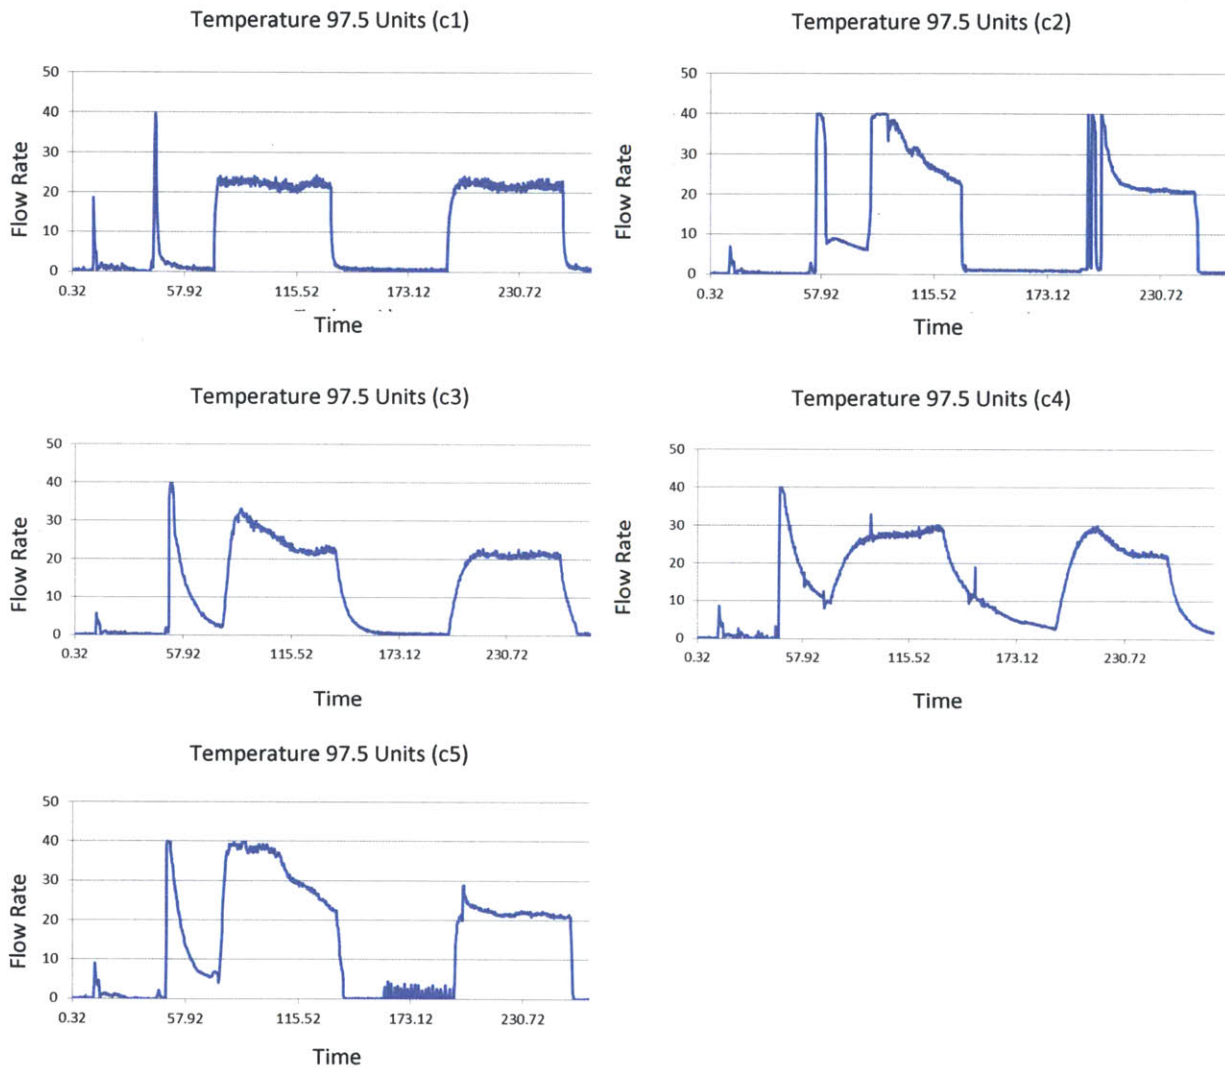 Temperature 97.5 Units (c1)
50
40
30
20
10
0
Flow Rate
0.32 57.92 115.52 173.12 230.72
Time
Temperature 97.5 Units (c2)
50
40
30
20
10
0
Flow Rate
0.32 57.92 115.52 173.12 230.72
Time
Temperature 97.5 Units (c3)
50
40
30
20
10
0
Flow Rate
0.32 57.92 115.52 173.12 230.72
Time
Temperature 97.5 Units (c4)
50
40
30
20
10
0
Flow Rate
0.32 57.92 115.52 173.12 230.72
Time
Temperature 97.5 Units (c5)
50
40
30
20
10
0
Flow Rate
0.32 57.92 115.52 173.12 230.72
Time